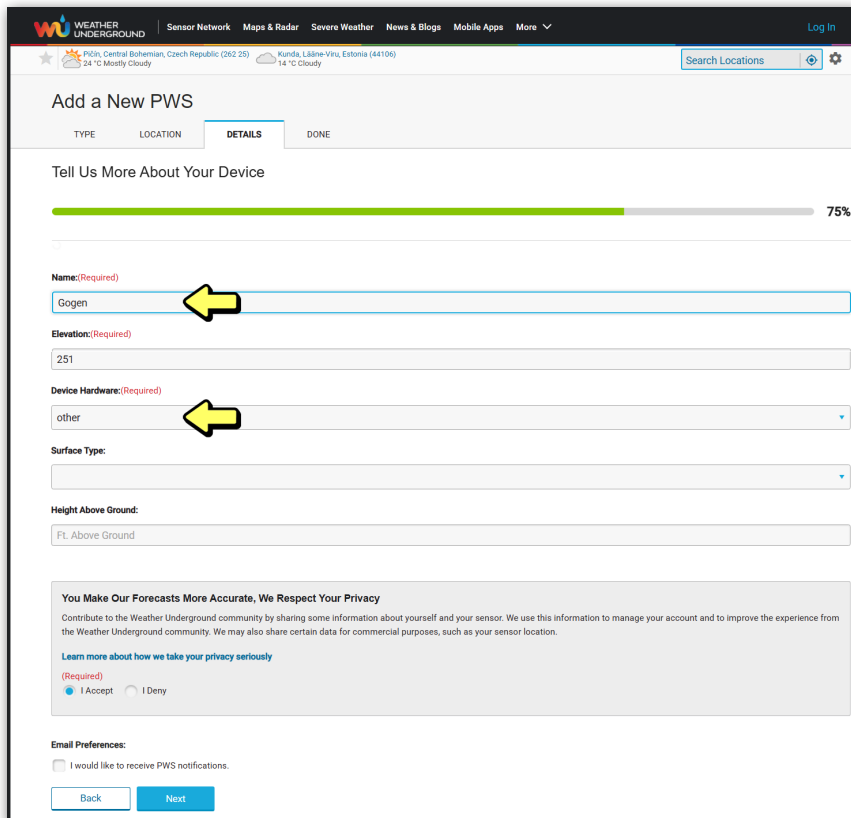 WEATHER
UNDERGROUND
Sensor Network Maps & Radar Severe Weather News & Blogs Mobile Apps More
Log In
Pičín, Central Bohemian, Czech Republic (262 25)
24 °C Mostly Cloudy
Kunda, Lääne-Viru, Estonia (44106)
14 °C Cloudy
Search Locations
Add a New PWS
TYPE LOCATION DETAILS DONE
Tell Us More About Your Device
75%
Name:(Required)
Gogen
Elevation:(Required)
251
Device Hardware:(Required)
other
Surface Type:
Height Above Ground:
Ft. Above Ground
You Make Our Forecasts More Accurate, We Respect Your Privacy
Contribute to the Weather Underground community by sharing some information about yourself and your sensor. We use this information to manage your account and to improve the experience from
the Weather Underground community. We may also share certain data for commercial purposes, such as your sensor location.
Learn more about how we take your privacy seriously
(Required)
I Accept I Deny
Email Preferences:
I would like to receive PWS notifications.
Back Next